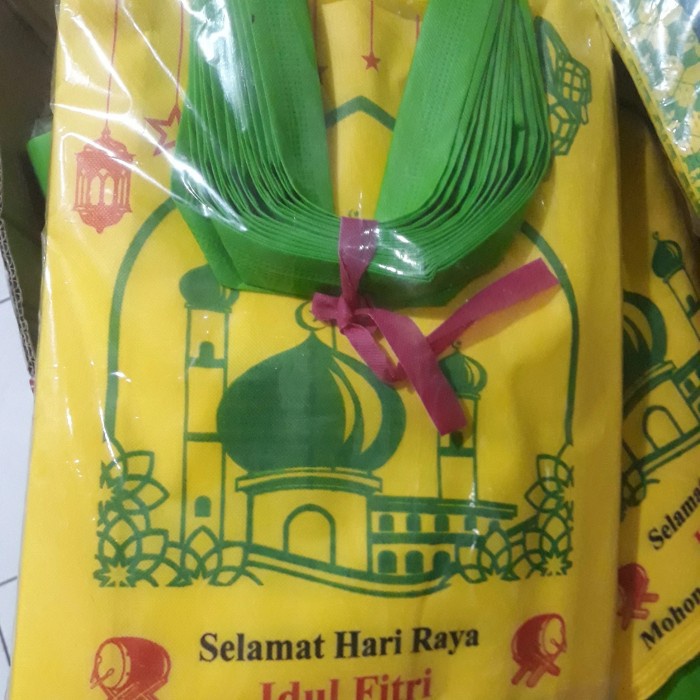 Selamat Hari Raya
Idul Fitri
Selamat
Mohon